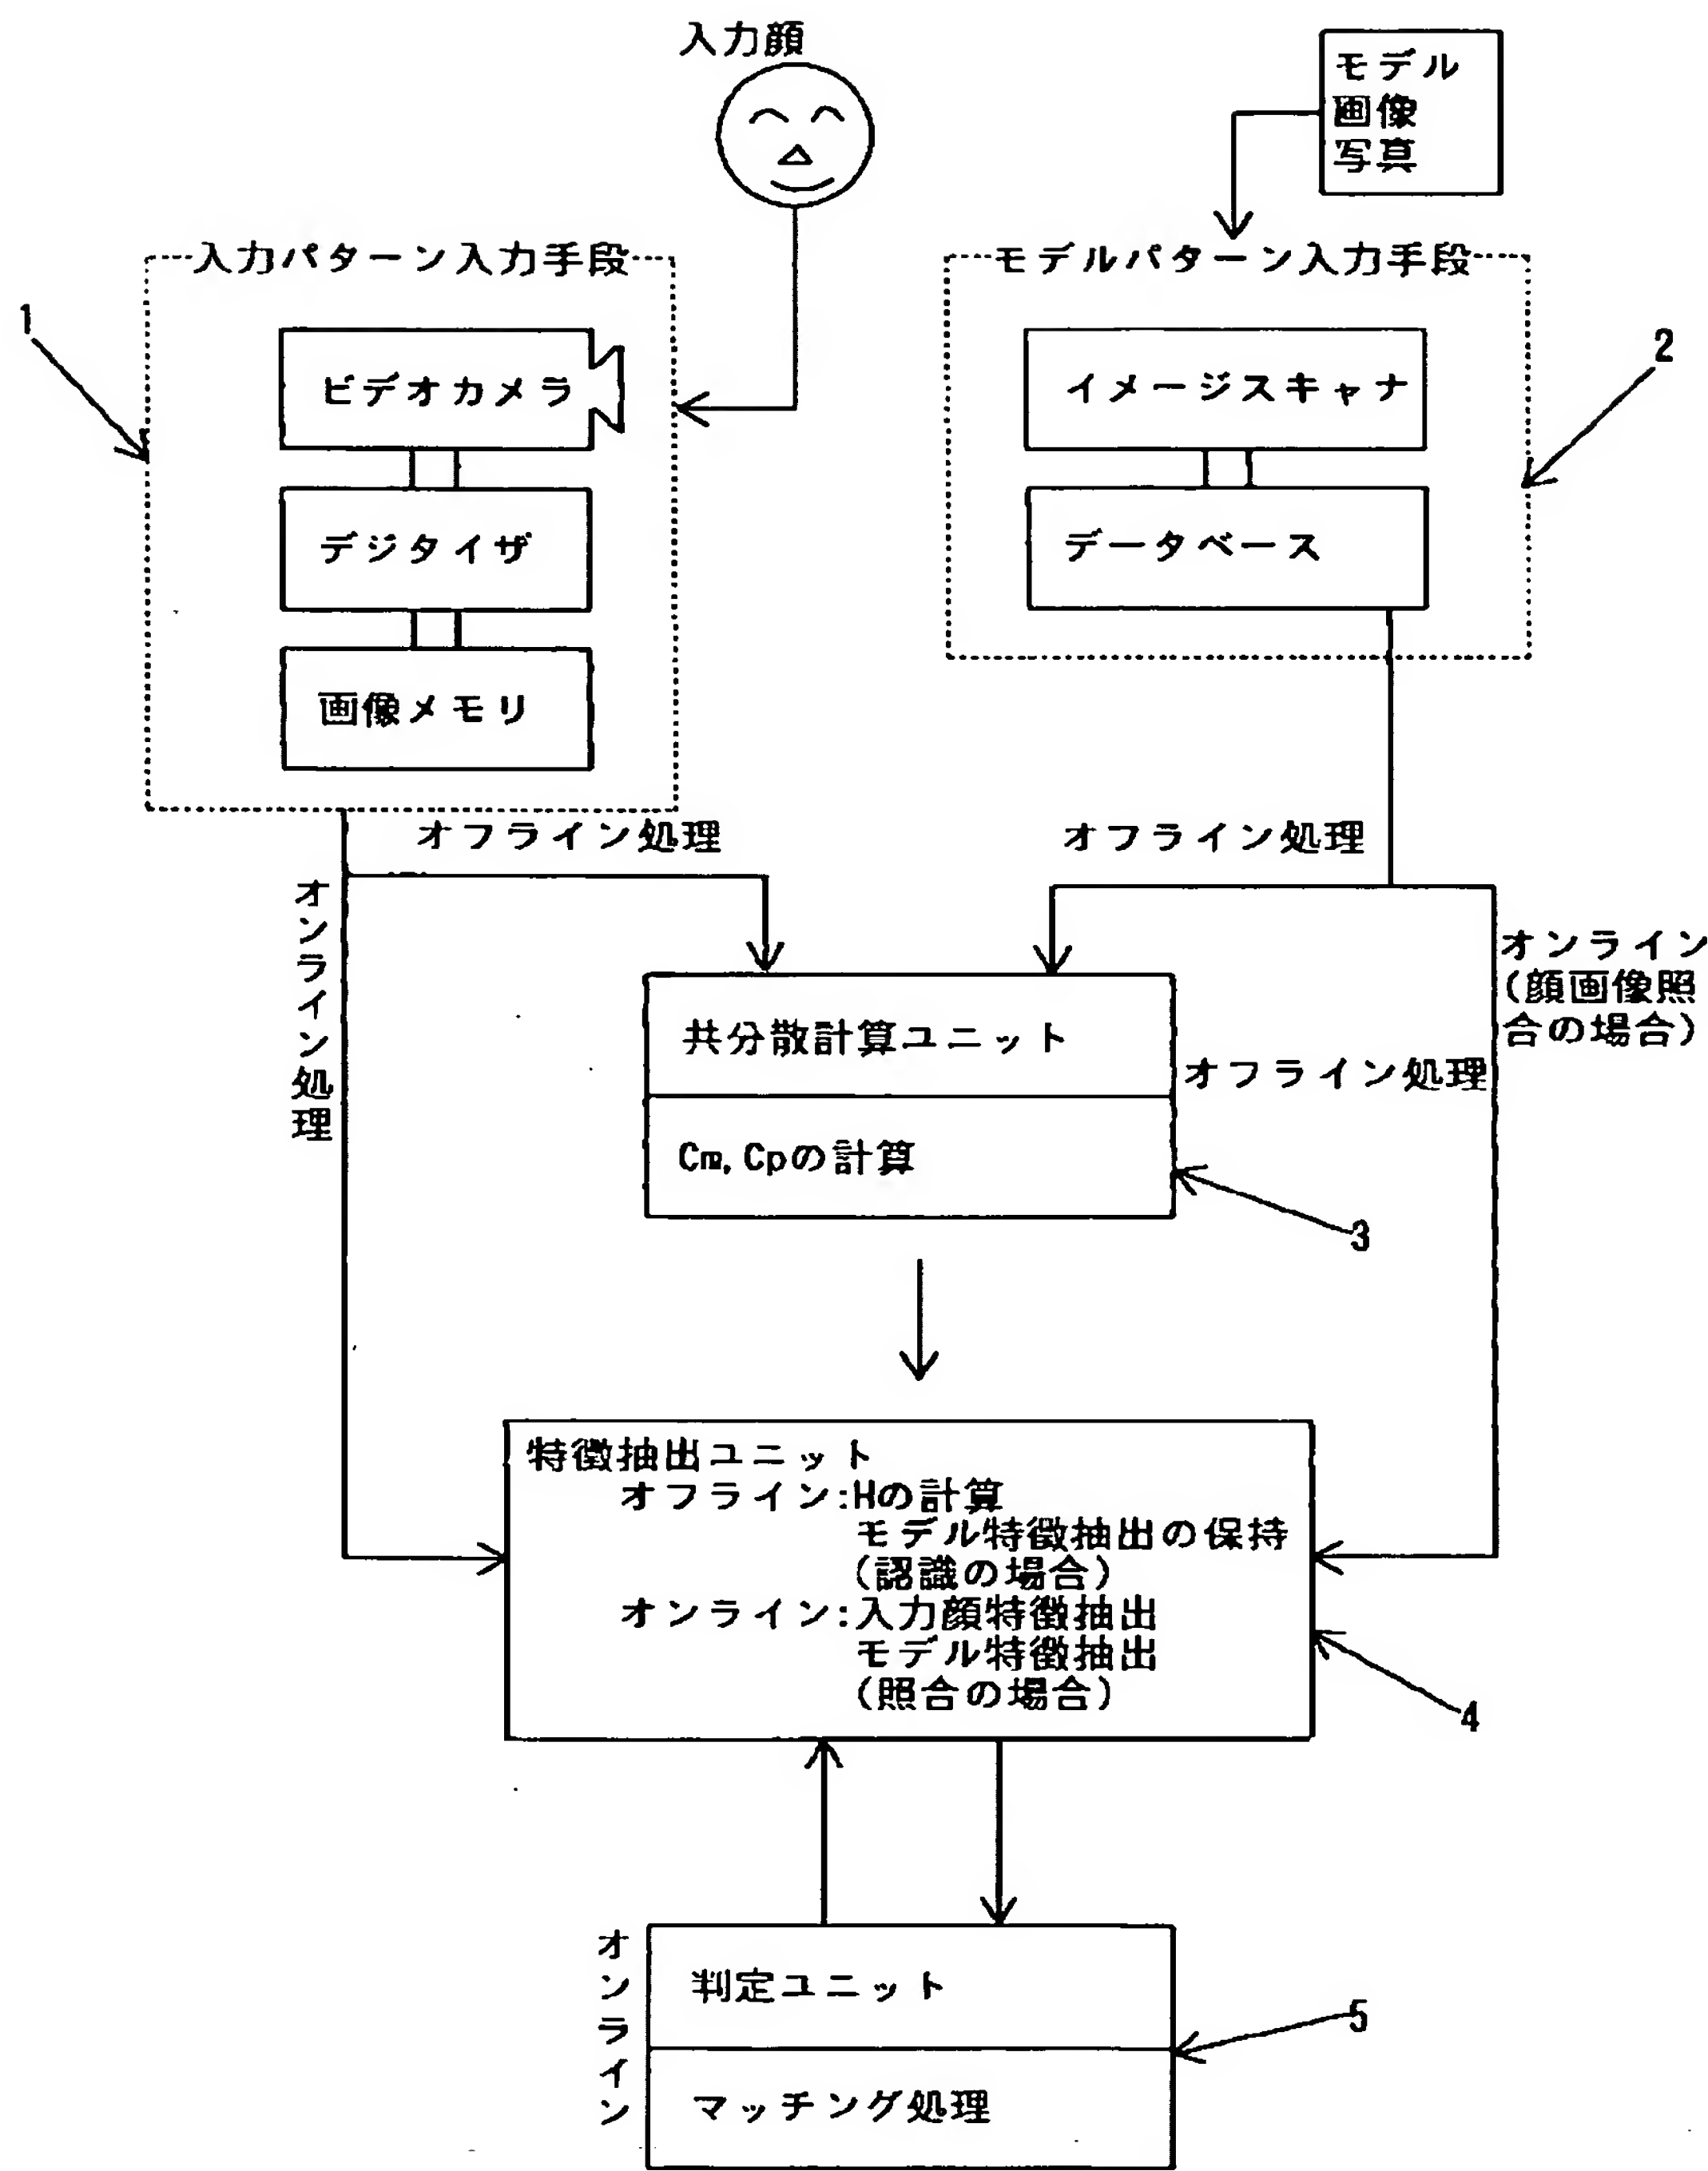 入力顔
モデル
画像
写真
入力パターン入力手段
モデルパターン入力手段
1
2
ビデオカメラ
イメージスキャナ
デジタイザ
データベース
画像メモリ
オフライン処理
オフライン処理
オンライン処理
オンライン
(顔画像照
合の場合)
共分散計算ユニット
オフライン処理
Cm,Cpの計算
3
特徴抽出ユニット
オフライン:Hの計算
モデル特徴抽出の保持
(認識の場合)
オンライン:入力顔特徴抽出
モデル特徴抽出
(照合の場合)
4
オンライン
判定ユニット
5
マッチング処理